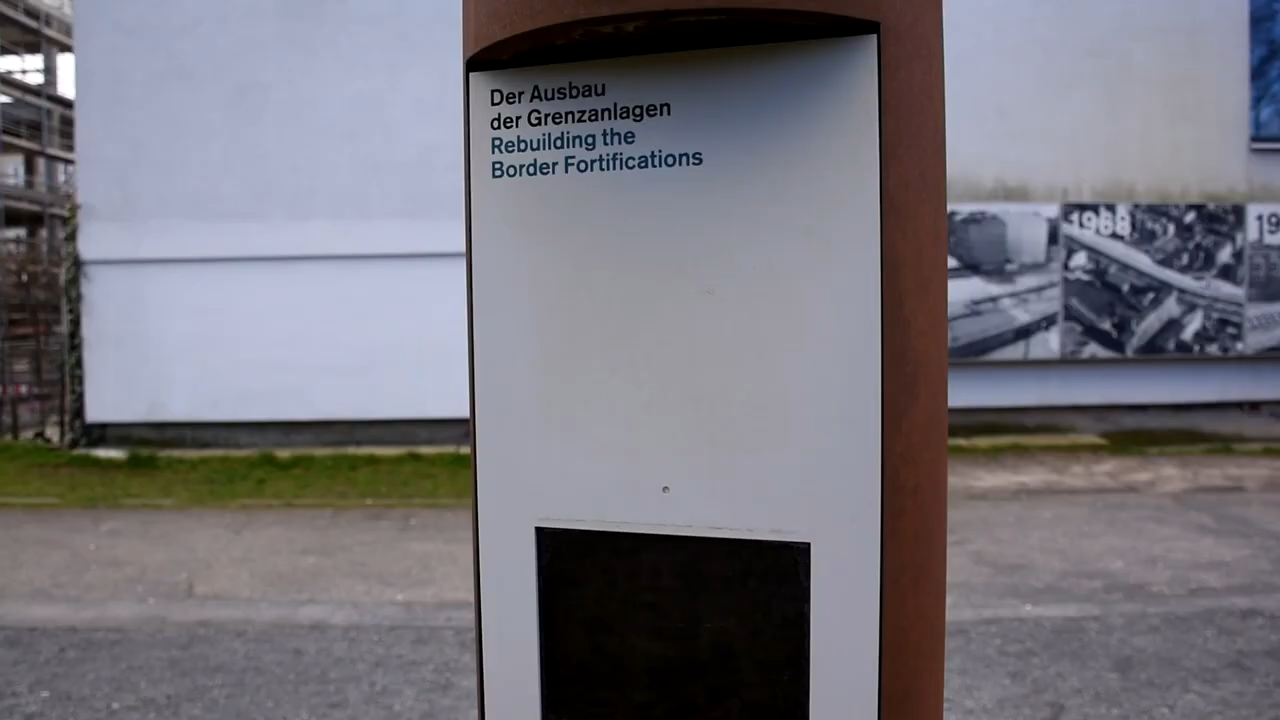 Der Ausbau
der Grenzanlagen
Rebuilding the
Border Fortifications
1968
19